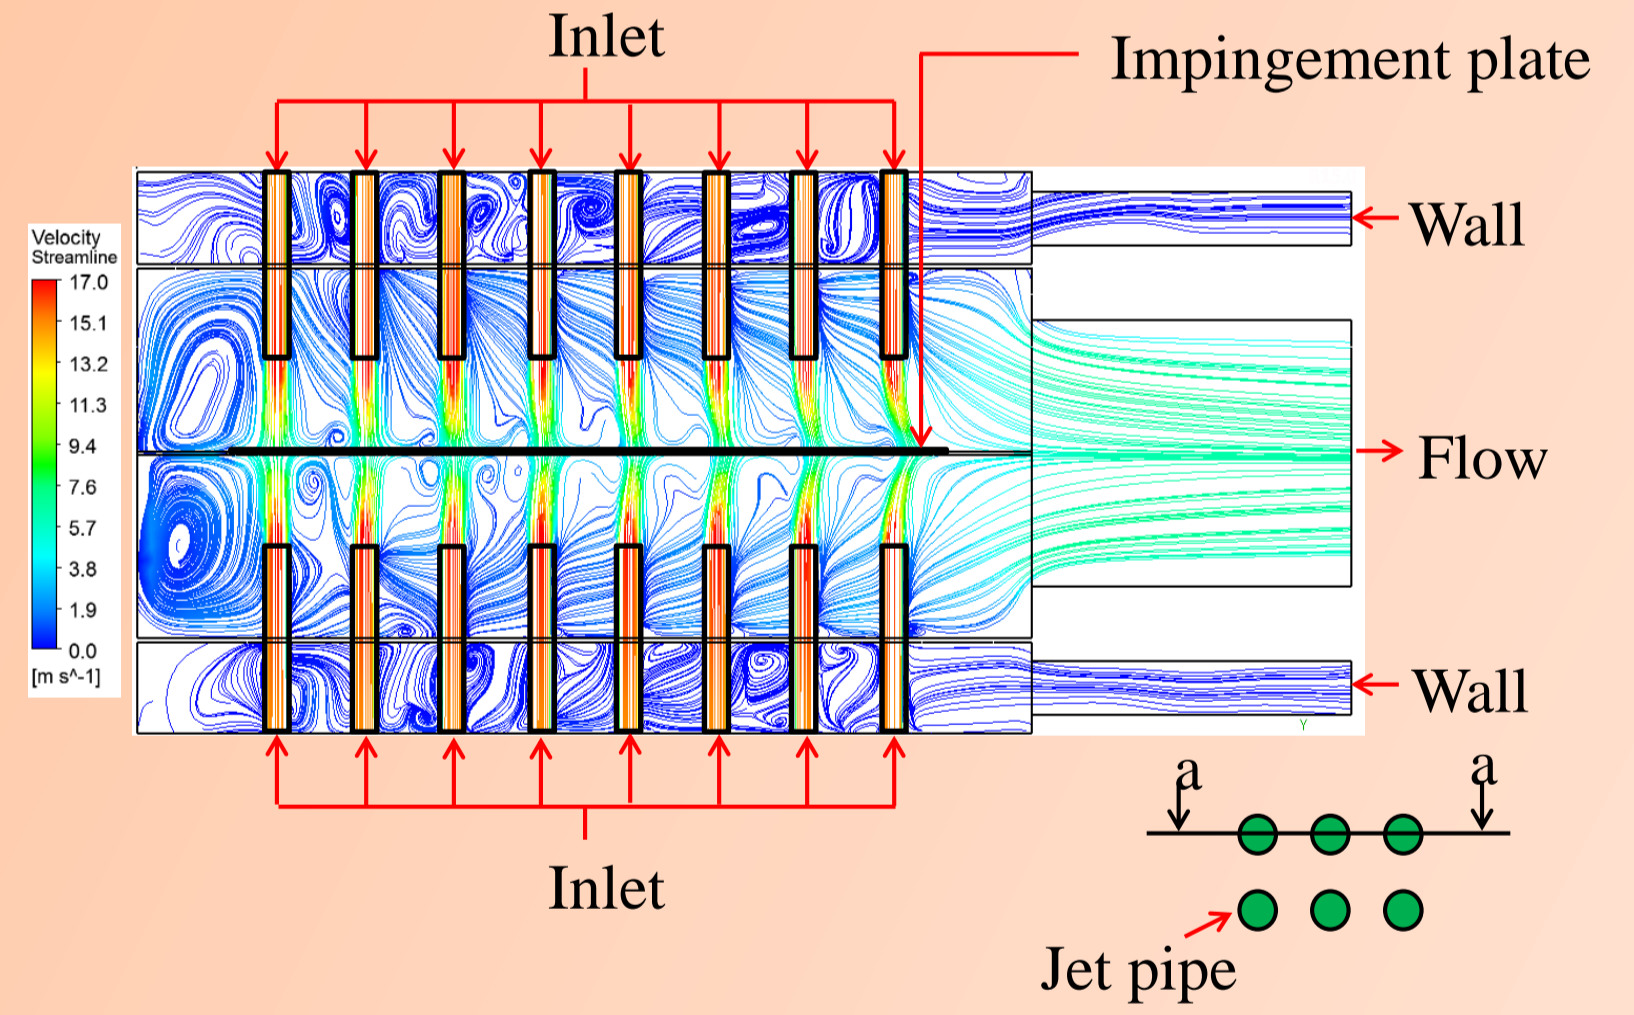 Inlet
Impingement plate
Velocity
Streamline
17.0
15.1
13.2
11.3
9.4
7.6
5.7
3.8
1.9
0.0
[m s^-1]
Wall
Flow
Wall
Y
Inlet
a
a
Jet pipe